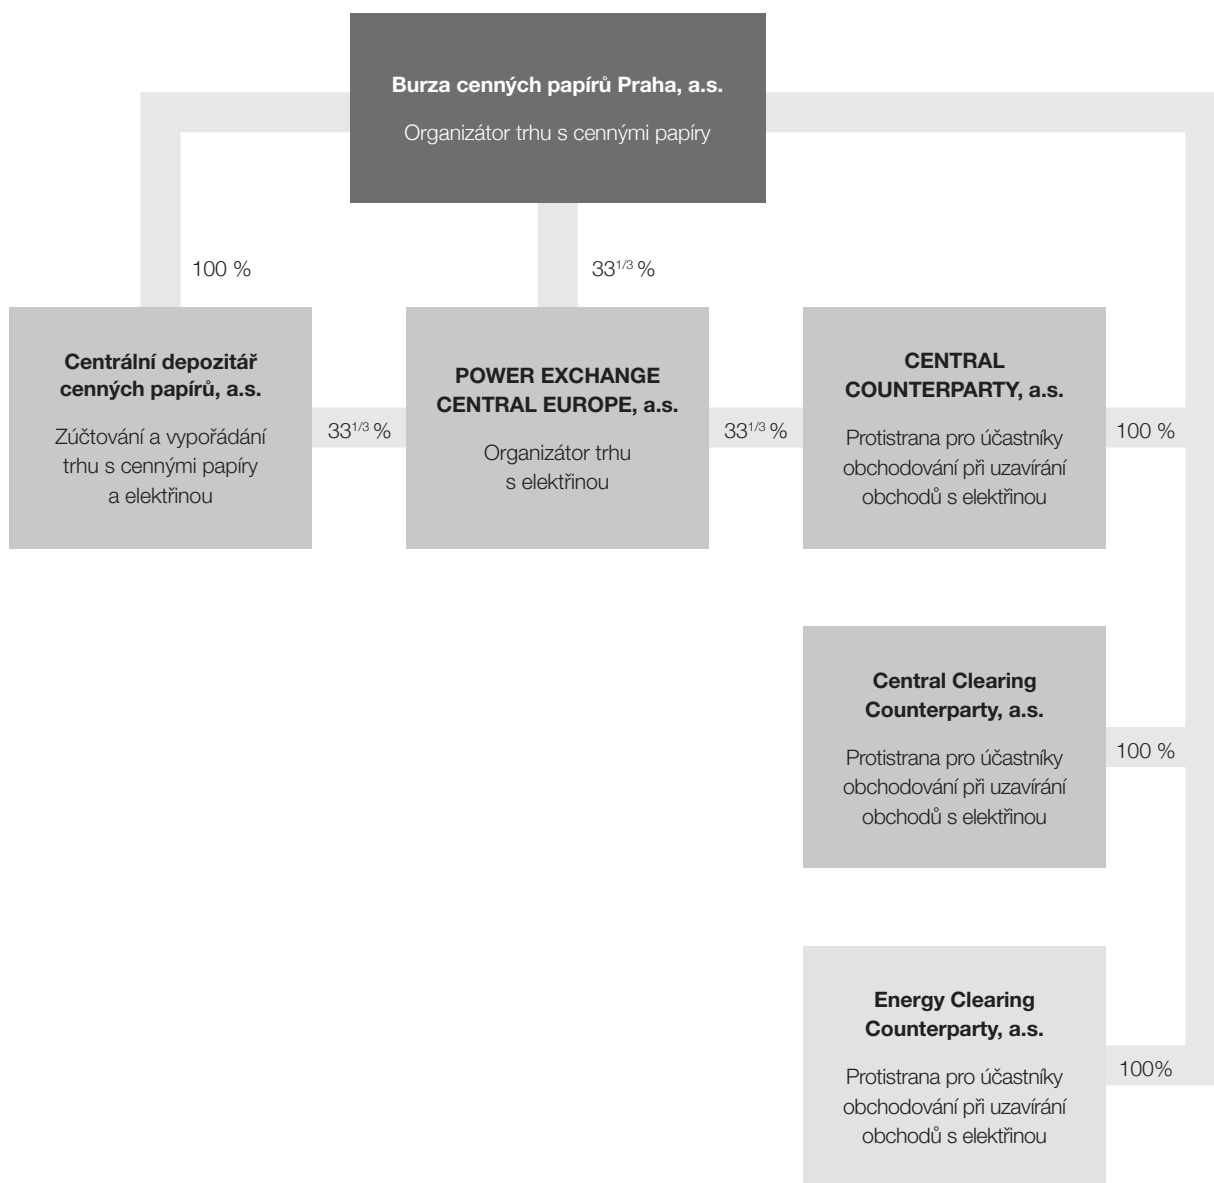 Burza cenných papírů Praha, a.s.
Organizátor trhu s cennými papíry
100 %
33 1/3 %
Centrální depozitář
cenných papírů, a.s.
Zúčtování a vypořádání
trhu s cennými papíry
a elektřinou
33 1/3 %
POWER EXCHANGE
CENTRAL EUROPE, a.s.
Organizátor trhu
s elektřinou
33 1/3 %
CENTRAL
COUNTERPARTY, a.s.
Protistrana pro účastníky
obchodování při uzavírání
obchodů s elektřinou
100 %
Central Clearing
Counterparty, a.s.
Protistrana pro účastníky
obchodování při uzavírání
obchodů s elektřinou
100 %
Energy Clearing
Counterparty, a.s.
Protistrana pro účastníky
obchodování při uzavírání
obchodů s elektřinou
100%